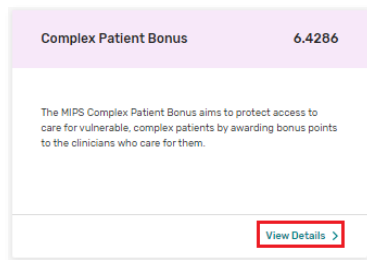 Complex Patient Bonus 6.4286
The MIPS Complex Patient Bonus aims to protect access to
care for vulnerable, complex patients by awarding bonus points
to the clinicians who care for them.
View Details >